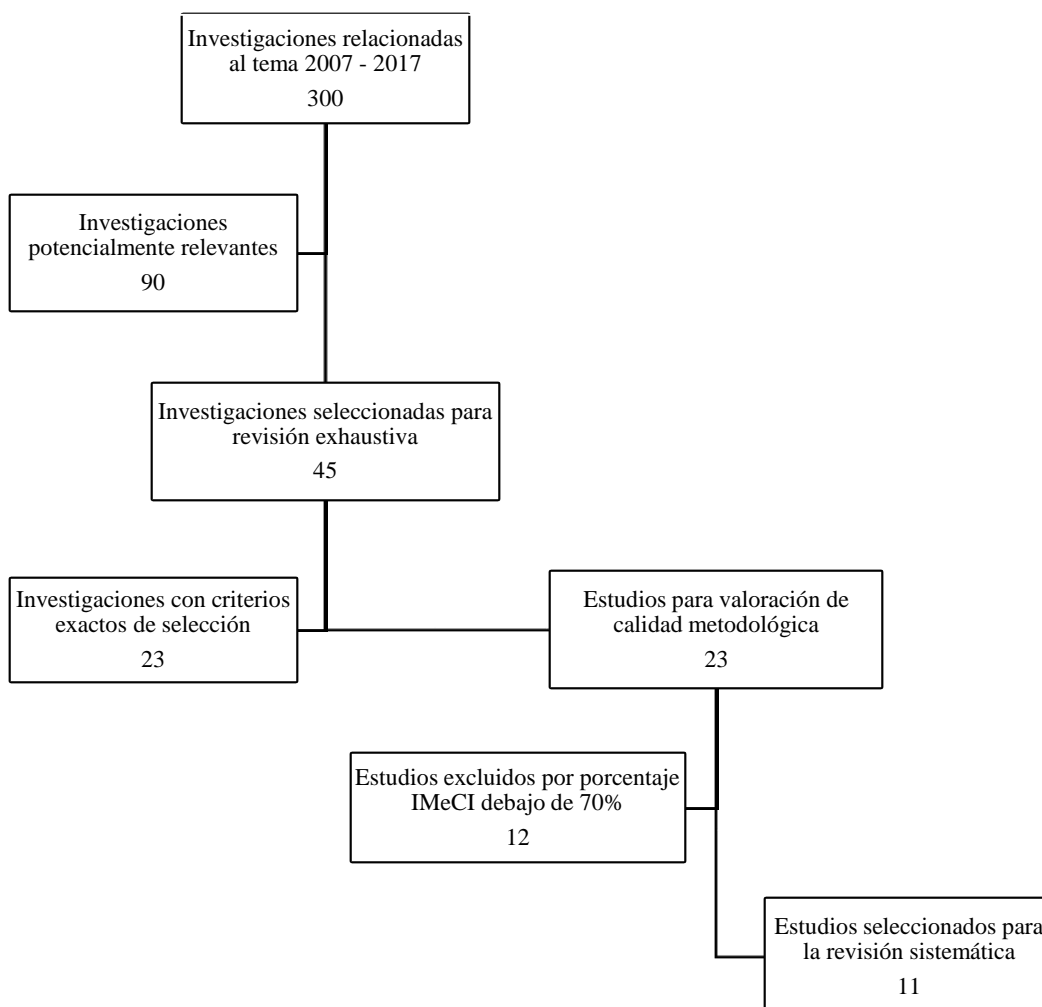 Investigaciones relacionadas
al tema 2007 - 2017
300
Investigaciones
potencialmente relevantes
90
Investigaciones seleccionadas para
revisión exhaustiva
45
Investigaciones con criterios
exactos de selección
23
Estudios para valoración de
calidad metodológica
23
Estudios excluidos por porcentaje
IMeCI debajo de 70%
12
Estudios seleccionados para
la revisión sistemática
11